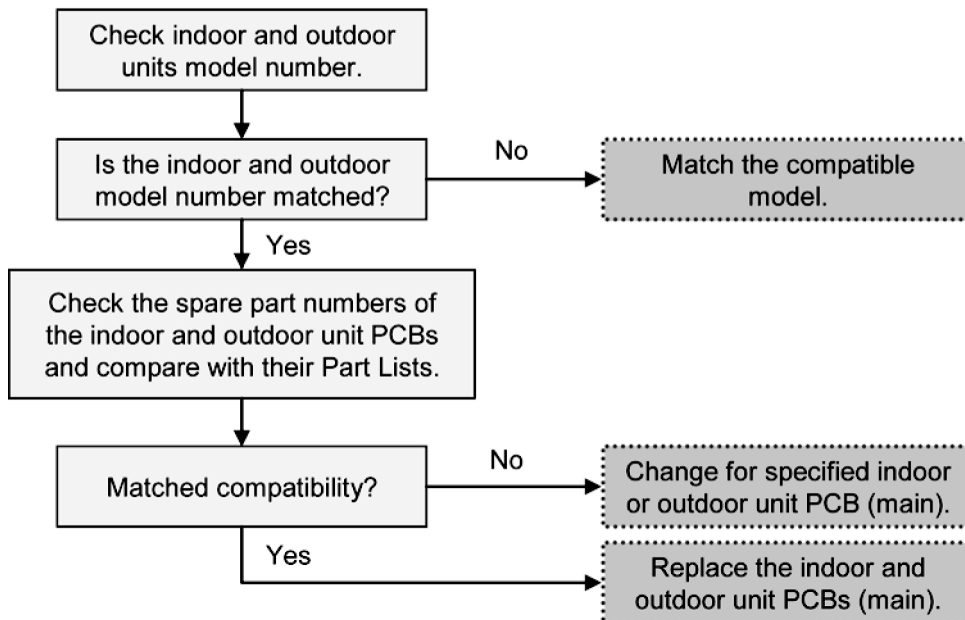 Check indoor and outdoor
units model number.
Is the indoor and outdoor
model number matched?
No
Match the compatible
model.
Yes
Check the spare part numbers of
the indoor and outdoor unit PCBs
and compare with their Part Lists.
Matched compatibility?
No
Change for specified indoor
or outdoor unit PCB (main).
Yes
Replace the indoor and
outdoor unit PCBs (main).